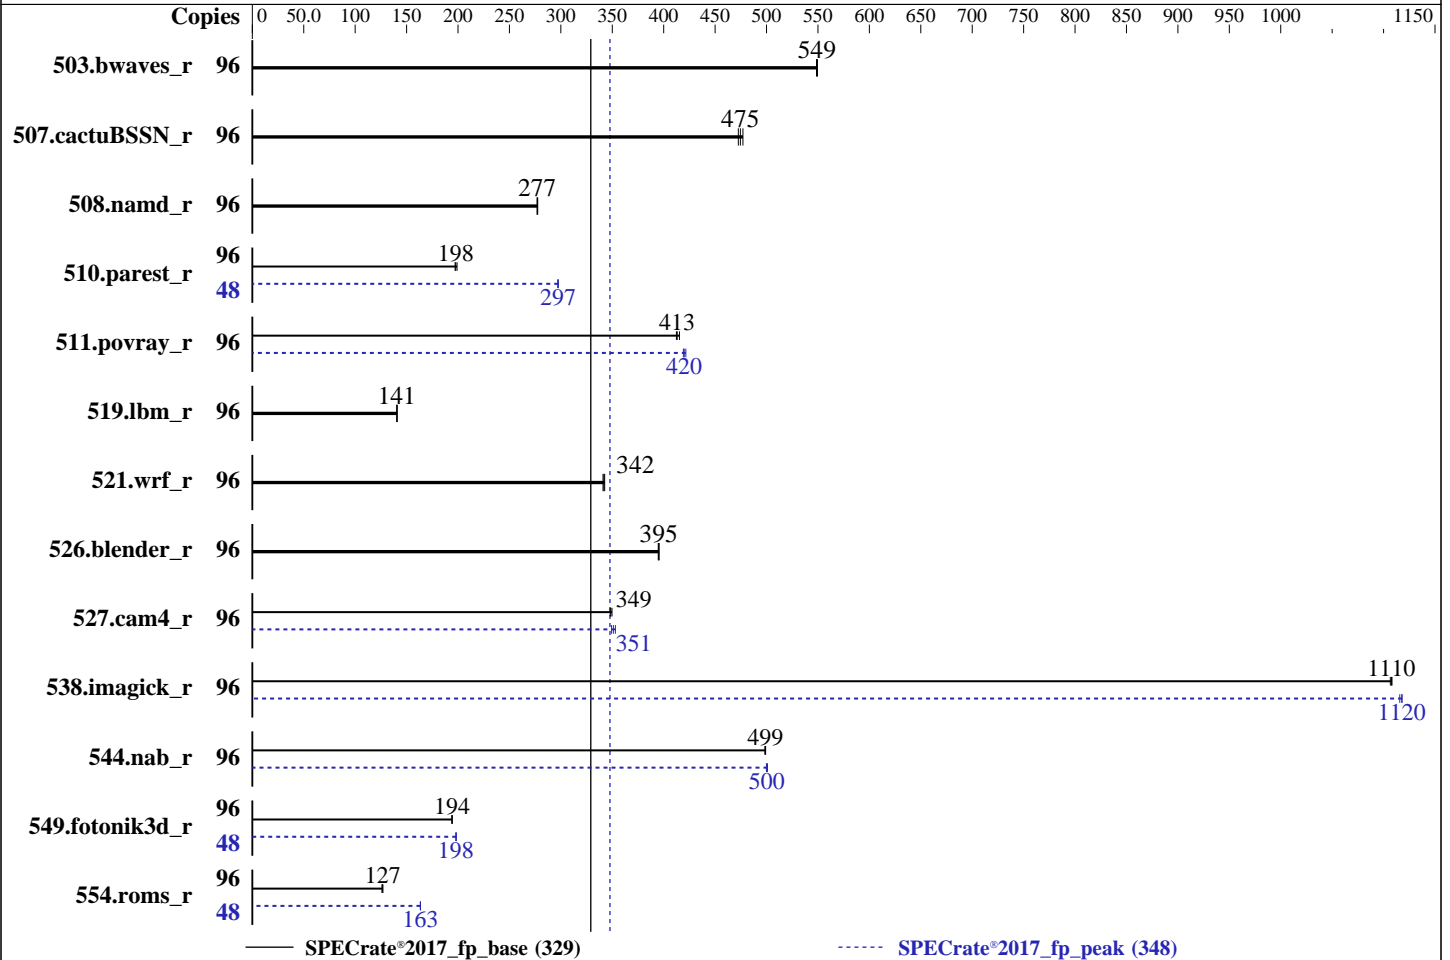 Copies 0 50.0 100 150 200 250 300 350 400 450 500 550 600 650 700 750 800 850 900 950 1000 1150
503.bwaves_r 96 549
507.cactuBSSN_r 96 475
508.namd_r 96 277
510.parest_r 96 198
48 297
511.povray_r 96 413
420
519.lbm_r 96 141
521.wrf_r 96 342
526.blender_r 96 395
527.cam4_r 96 349
351
538.imagick_r 96 1110
1120
544.nab_r 96 499
500
549.fotonik3d_r 96 194
48 198
554.roms_r 96 127
48 163
SPECrate®2017_fp_base (329) SPECrate®2017_fp_peak (348)